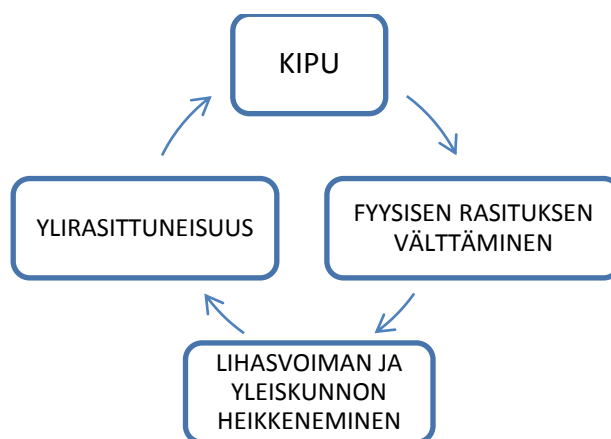 KIPU
FYYSISEN RASITUKSEN
VÄLTTÄMINEN
LIHASVOIMAN JA
YLEISKUNNON
HEIKKENEMINEN
YLIRASITTUNEISUUS